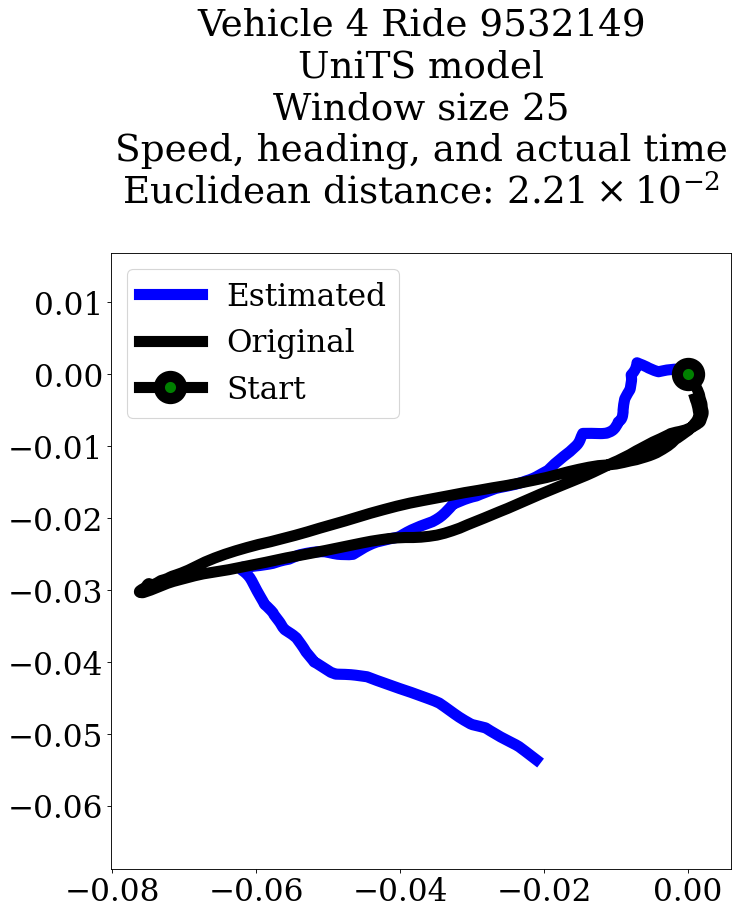 Vehicle 4 Ride 9532149
UniTS model
Window size 25
Speed, heading, and actual time
Euclidean distance: 2.21 × 10⁻²
Estimated
Original
Start
0.01
0.00
−0.01
−0.02
−0.03
−0.04
−0.05
−0.06
−0.08 −0.06 −0.04 −0.02 0.00